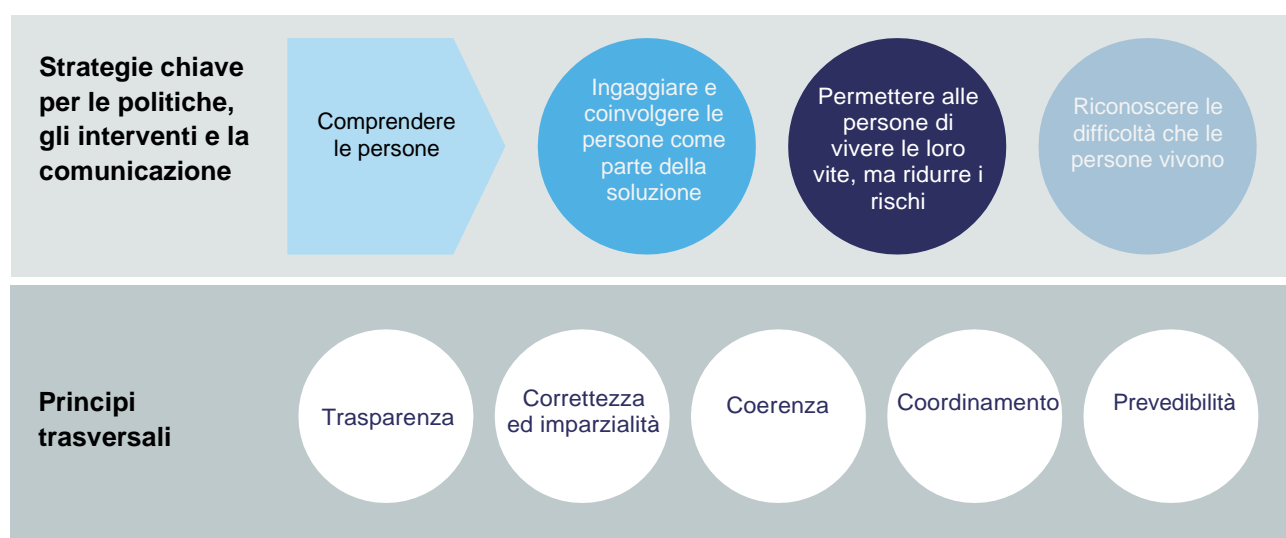 Strategie chiave
per le politiche,
gli interventi e la
comunicazione
Comprendere
le persone
Ingaggiare e
coinvolgere le
persone come
parte della
soluzione
Permettere alle
persone di
vivere le loro
vite, ma ridurre i
rischi
Riconoscere le
difficoltà che le
persone vivono
Principi
trasversali
Trasparenza
Correttezza
ed imparzialità
Coerenza
Coordinamento
Prevedibilità